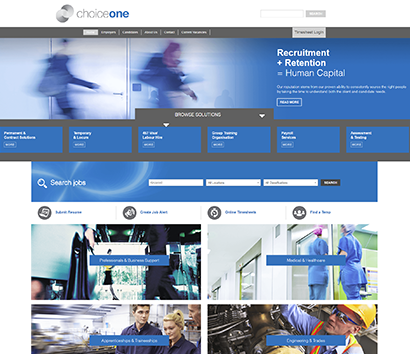 choiceone
SEARCH
Home Employers Candidates About Us Contact Current Vacancies
Timesheet Login
Recruitment
+ Retention
= Human Capital
Our reputation stems from our proven ability to consistently source the right people
by taking the time to understand both the client and candidate needs.
READ MORE
BROWSE SOLUTIONS
Permanent &
Contract Solutions
MORE
Temporary
& Locums
MORE
Labour Hire
MORE
Group Training
Organisation
MORE
Payroll
Services
MORE
Assessment
& Testing
MORE
Search jobs
Keyword
All Locations
All Classifications
SEARCH
Submit Resume
Create Job Alert
Online Timesheets
Find a Temp
Professionals & Business Support
Medical & Healthcare
Apprenticeships & Traineeships
Engineering & Trades